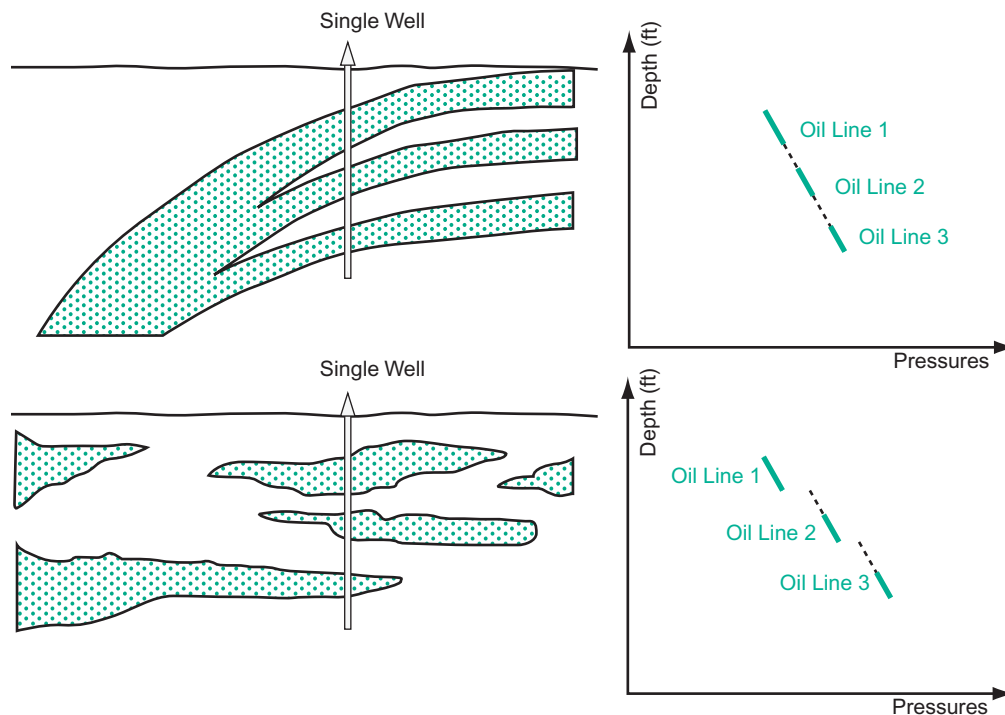 Single Well
Depth (ft)
Oil Line 1
Oil Line 2
Oil Line 3
Pressures
Single Well
Depth (ft)
Oil Line 1
Oil Line 2
Oil Line 3
Pressures